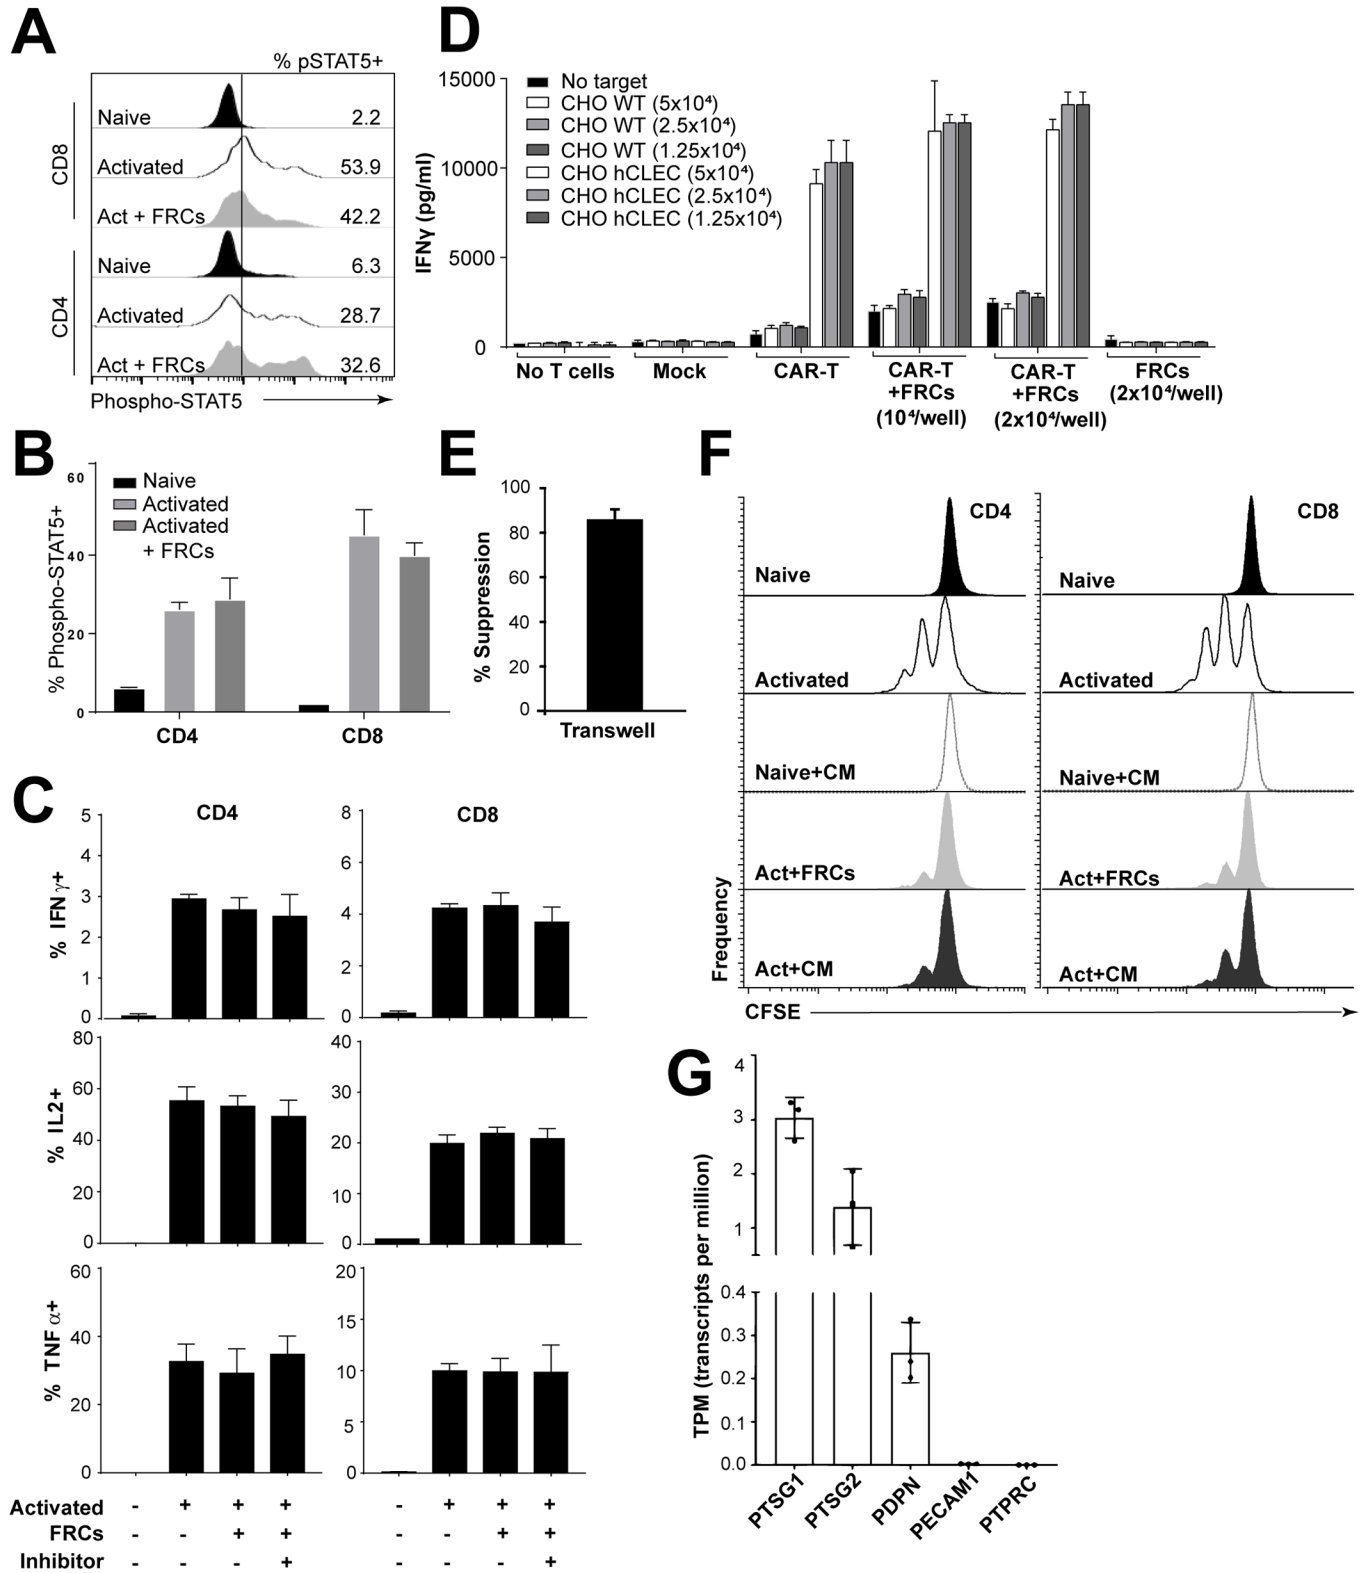 A
% pSTAT5+
CD8
Naive 2.2
Activated 53.9
Act + FRCs 42.2
CD4
Naive 6.3
Activated 28.7
Act + FRCs 32.6
Phospho-STAT5
B
% Phospho-STAT5+
60
40
20
0
Naive
Activated
Activated
+ FRCs
CD4 CD8
C
CD4
% IFNγ+
5
4
3
2
1
0
CD8
8
6
4
2
0
% IL2+
80
60
40
20
0
40
30
20
10
0
% TNFα+
60
40
20
0
20
15
10
5
0
Activated - + + + - + + +
FRCs - - + + - - + +
Inhibitor - - - + - - - +
D
IFNγ (pg/ml)
15000
10000
5000
0
No target
CHO WT (5x10⁴)
CHO WT (2.5x10⁴)
CHO WT (1.25x10⁴)
CHO hCLEC (5x10⁴)
CHO hCLEC (2.5x10⁴)
CHO hCLEC (1.25x10⁴)
No T cells
Mock
CAR-T
CAR-T
+FRCs
(10⁴/well)
CAR-T
+FRCs
(2x10⁴/well)
FRCs
(2x10⁴/well)
E
% Suppression
100
80
60
40
20
0
Transwell
F
Frequency
CD4
Naive
Activated
Naive+CM
Act+FRCs
Act+CM
CD8
Naive
Activated
Naive+CM
Act+FRCs
Act+CM
CFSE
G
TPM (transcripts per million)
4
3
2
1
0.4
0.3
0.2
0.1
0.0
PTSG1
PTSG2
PDPN
PECAM1
PTPRC